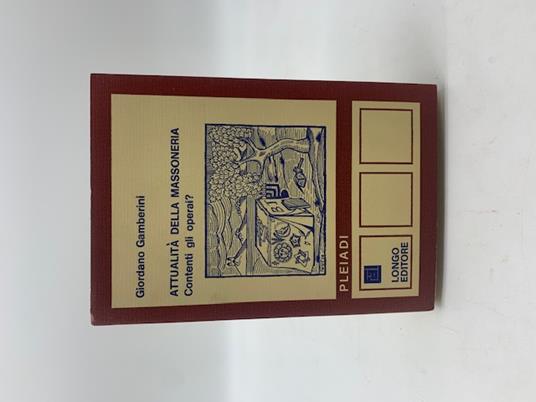 Giordano Gamberini
ATTUALITÀ DELLA MASSONERIA
Contenti gli operai?
PLEIADI
LONGO
EDITORE